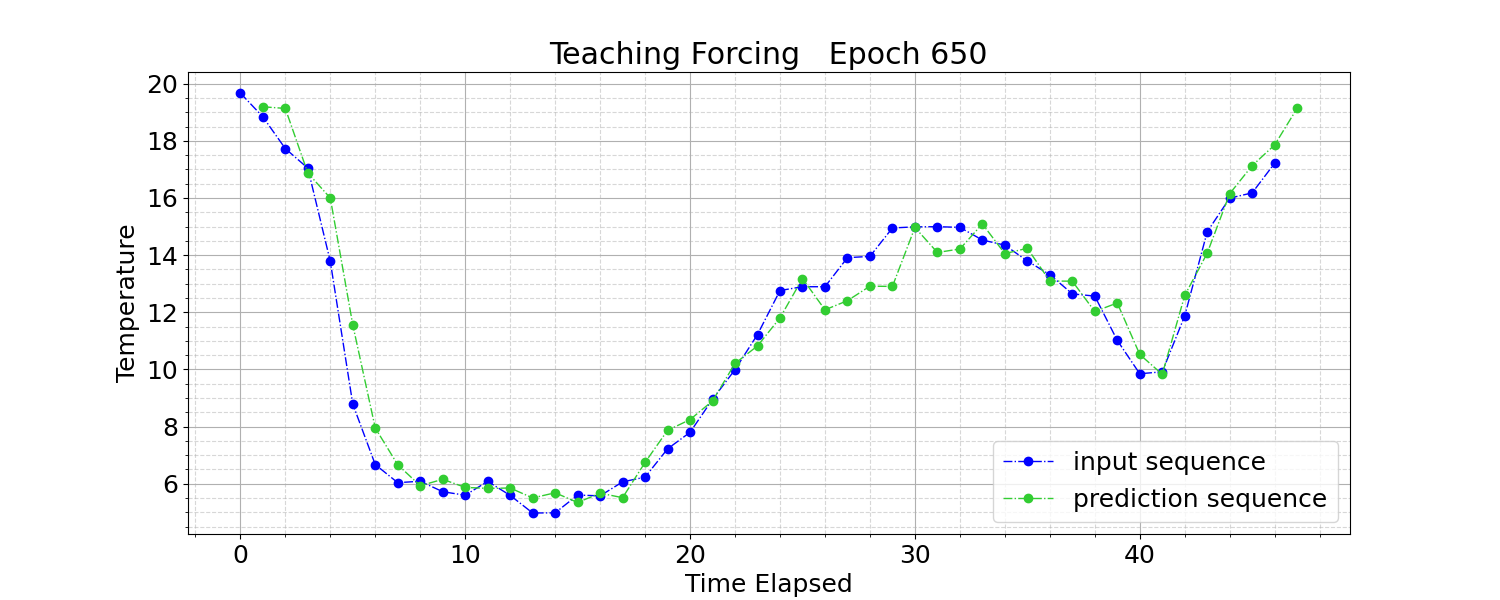 Teaching Forcing   Epoch 650
20
18
16
14
12
10
8
6
Temperature
0
10
20
30
40
Time Elapsed
input sequence
prediction sequence